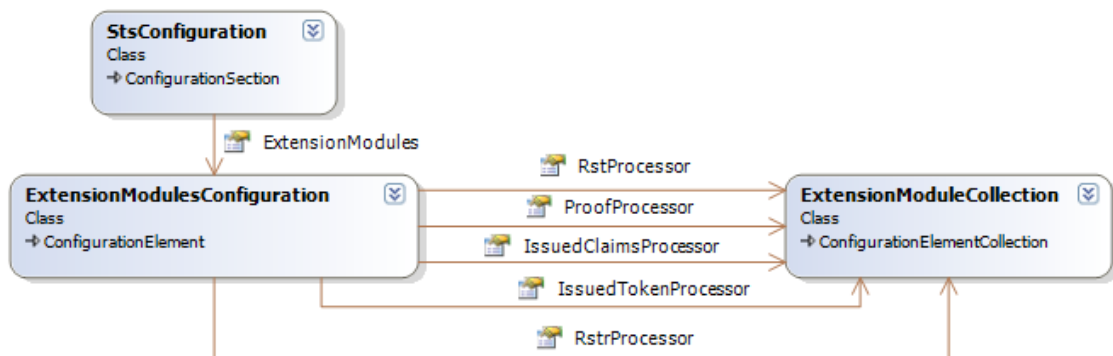 StsConfiguration
Class
ConfigurationSection
ExtensionModules
RstProcessor
ExtensionModulesConfiguration
Class
ConfigurationElement
ProofProcessor
IssuedClaimsProcessor
IssuedTokenProcessor
RstrProcessor
ExtensionModuleCollection
Class
ConfigurationElementCollection